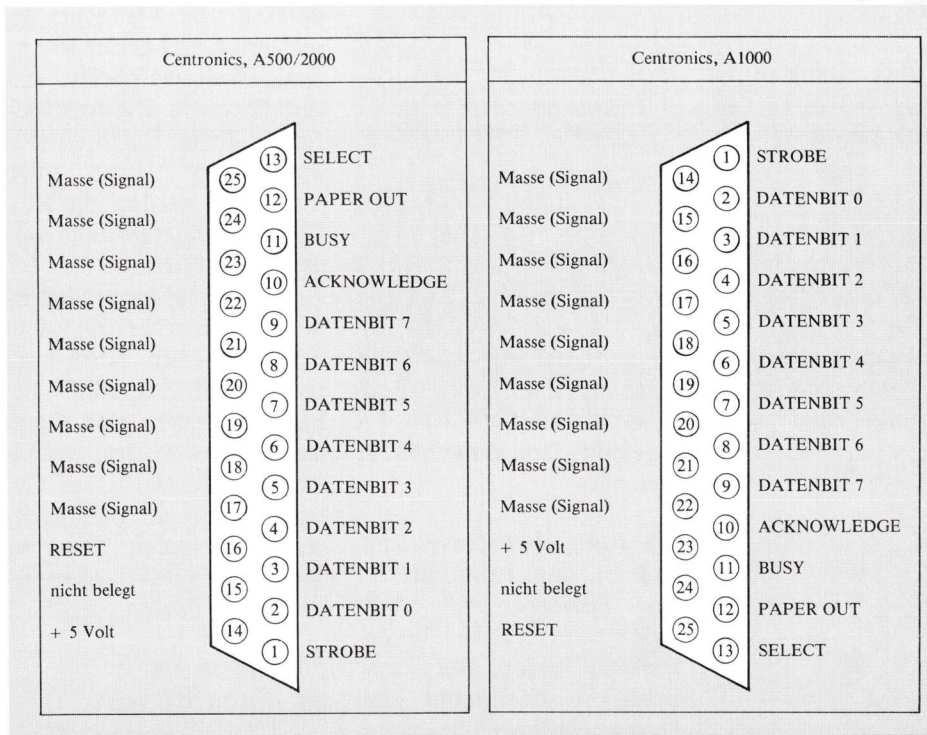 Centronics, A500/2000
13 SELECT
Masse (Signal) 25
12 PAPER OUT
Masse (Signal) 24
11 BUSY
Masse (Signal) 23
10 ACKNOWLEDGE
Masse (Signal) 22
9 DATENBIT 7
Masse (Signal) 21
8 DATENBIT 6
Masse (Signal) 20
7 DATENBIT 5
Masse (Signal) 19
6 DATENBIT 4
Masse (Signal) 18
5 DATENBIT 3
Masse (Signal) 17
4 DATENBIT 2
RESET 16
3 DATENBIT 1
nicht belegt 15
2 DATENBIT 0
+ 5 Volt 14
1 STROBE
Centronics, A1000
1 STROBE
Masse (Signal) 14
2 DATENBIT 0
Masse (Signal) 15
3 DATENBIT 1
Masse (Signal) 16
4 DATENBIT 2
Masse (Signal) 17
5 DATENBIT 3
Masse (Signal) 18
6 DATENBIT 4
Masse (Signal) 19
7 DATENBIT 5
Masse (Signal) 20
8 DATENBIT 6
Masse (Signal) 21
9 DATENBIT 7
Masse (Signal) 22
10 ACKNOWLEDGE
+ 5 Volt 23
11 BUSY
nicht belegt 24
12 PAPER OUT
RESET 25
13 SELECT